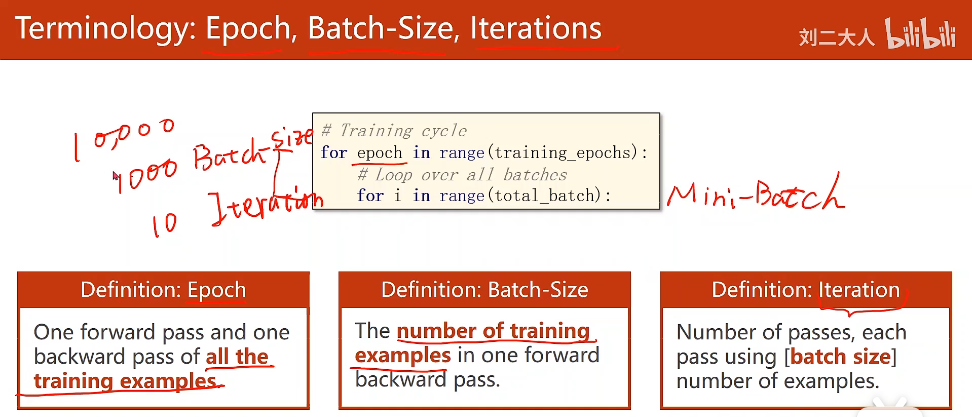 Terminology: Epoch, Batch-Size, Iterations
刘二大人 bilibili
10,000
1000 Batch-size
10 Iteration
# Training cycle
for epoch in range(training_epochs):
# Loop over all batches
for i in range(total_batch):
Mini-Batch
Definition: Epoch
One forward pass and one
backward pass of all the
training examples.
Definition: Batch-Size
The number of training
examples in one forward
backward pass.
Definition: Iteration
Number of passes, each
pass using [batch size]
number of examples.